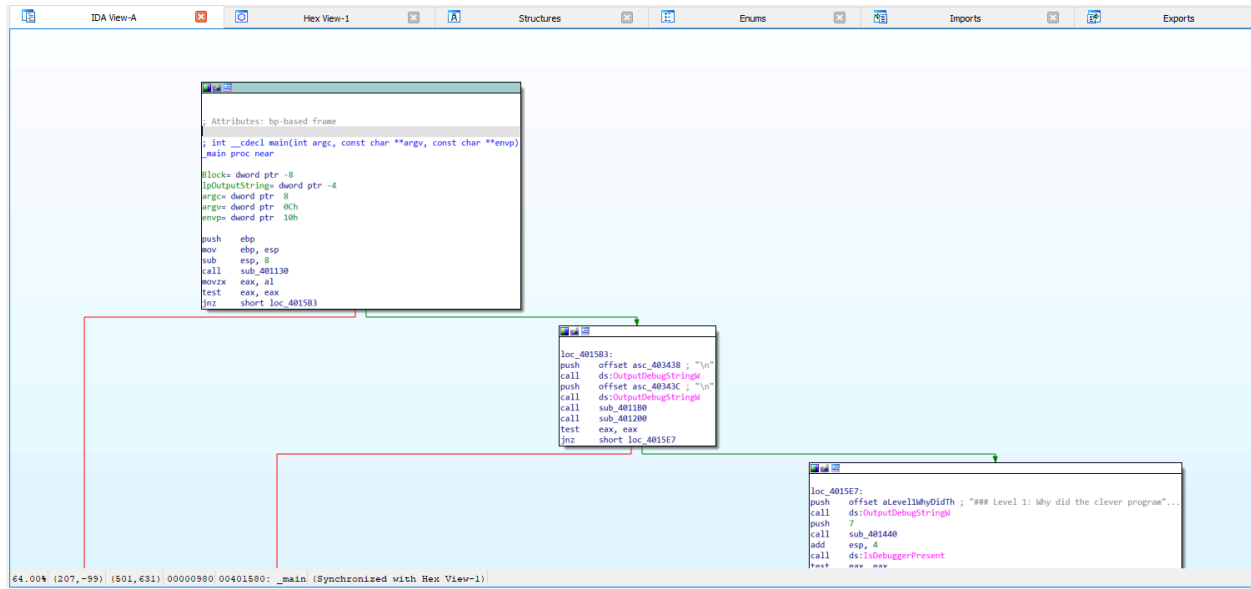 IDA View-A Hex View-1 Structures Enums Imports Exports
; Attributes: bp-based frame
; int __cdecl main(int argc, const char **argv, const char **envp)
_main proc near
Block= dword ptr -8
lpOutputString= dword ptr -4
argc= dword ptr  8
argv= dword ptr  0Ch
envp= dword ptr  10h
push ebp
mov ebp, esp
sub esp, 8
call sub_401130
movzx eax, al
test eax, eax
jnz short loc_4015B3
loc_4015B3:
push offset asc_403438 ; "\n"
call ds:OutputDebugStringW
push offset asc_40343C ; "\n"
call ds:OutputDebugStringW
call sub_4011B0
call sub_401200
test eax, eax
jnz short loc_4015E7
loc_4015E7:
push offset aLevel1WhyDidTh ; "### Level 1: Why did the clever program"...
call ds:OutputDebugStringW
push 7
call sub_401440
add esp, 4
call ds:IsDebuggerPresent
test eax, eax
64.00% (207,-99) (501,631) 00000980 00401580: _main (Synchronized with Hex View-1)